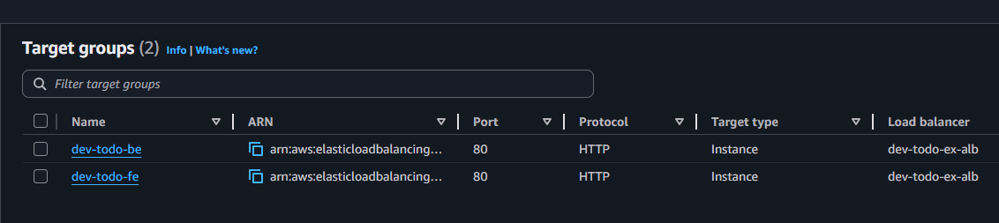 Target groups (2) Info | What's new?
Filter target groups
Name ARN Port Protocol Target type Load balancer
dev-todo-be arn:aws:elasticloadbalancing... 80 HTTP Instance dev-todo-ex-alb
dev-todo-fe arn:aws:elasticloadbalancing... 80 HTTP Instance dev-todo-ex-alb